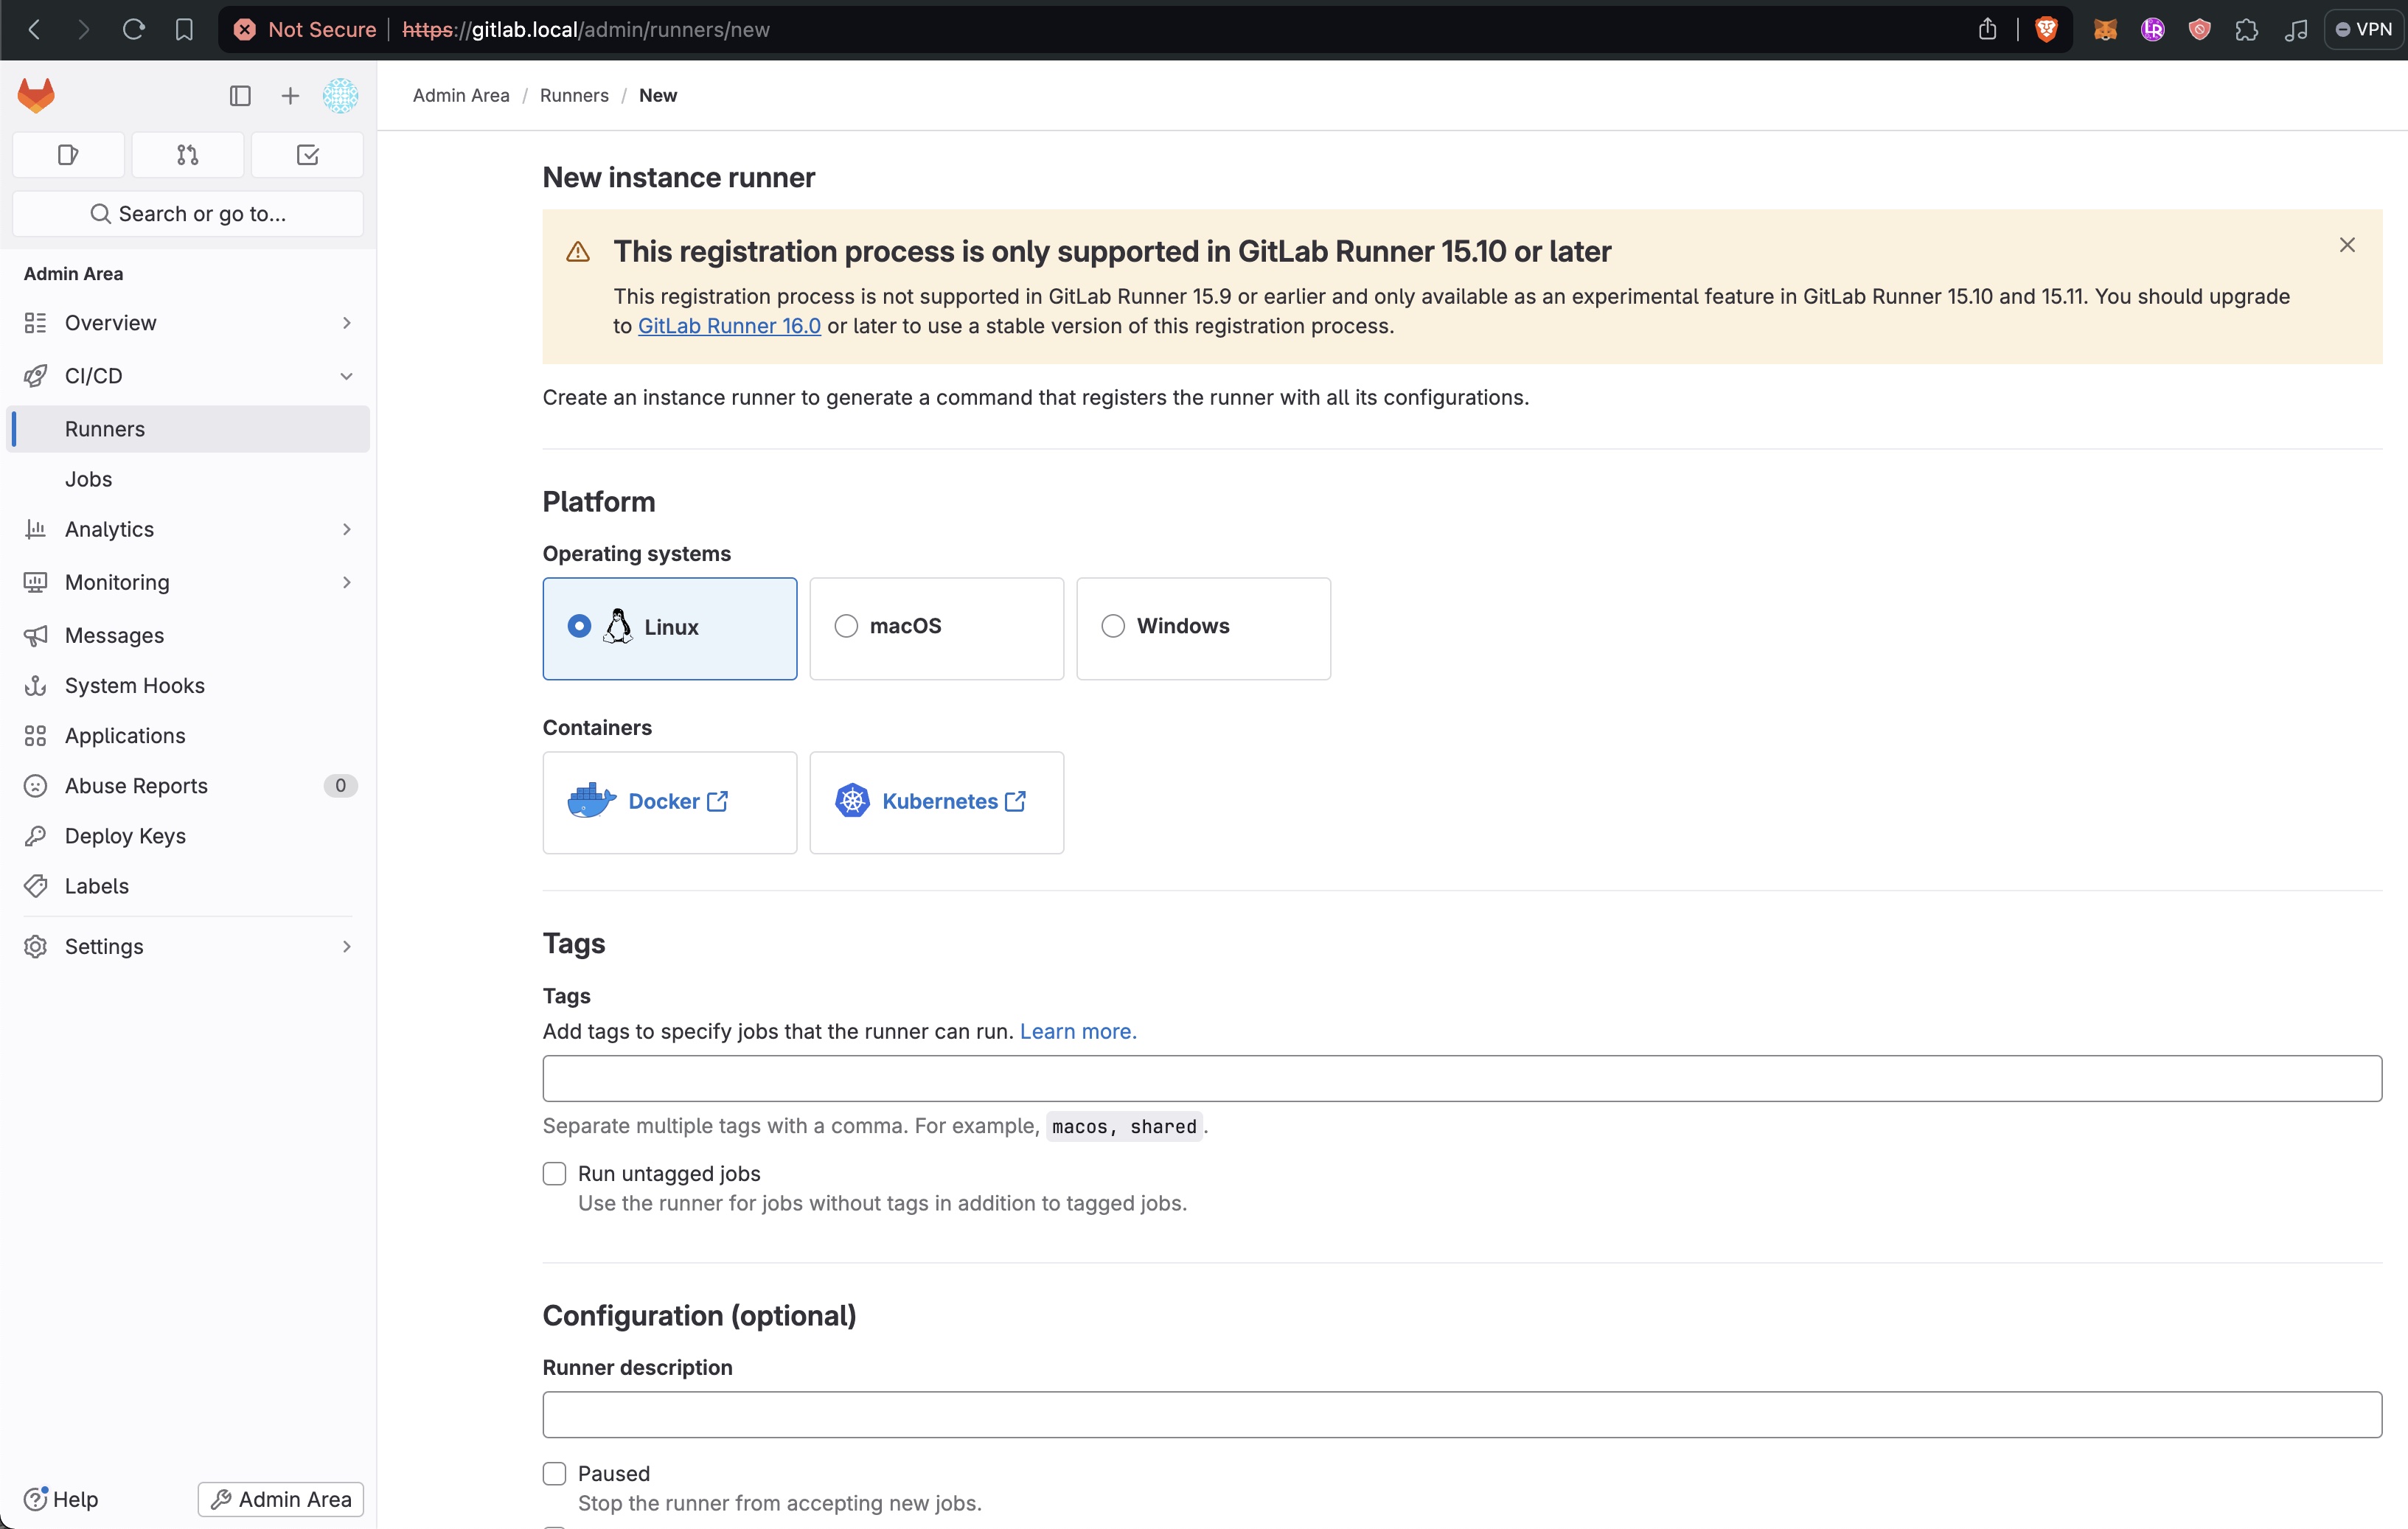 Not Secure
https://gitlab.local/admin/runners/new
VPN
Admin Area / Runners / New
Search or go to...
Admin Area
Overview
CI/CD
Runners
Jobs
Analytics
Monitoring
Messages
System Hooks
Applications
Abuse Reports 0
Deploy Keys
Labels
Settings
Help
Admin Area
New instance runner
This registration process is only supported in GitLab Runner 15.10 or later
This registration process is not supported in GitLab Runner 15.9 or earlier and only available as an experimental feature in GitLab Runner 15.10 and 15.11. You should upgrade
to GitLab Runner 16.0 or later to use a stable version of this registration process.
Create an instance runner to generate a command that registers the runner with all its configurations.
Platform
Operating systems
Linux
macOS
Windows
Containers
Docker
Kubernetes
Tags
Tags
Add tags to specify jobs that the runner can run. Learn more.
Separate multiple tags with a comma. For example, macos, shared.
Run untagged jobs
Use the runner for jobs without tags in addition to tagged jobs.
Configuration (optional)
Runner description
Paused
Stop the runner from accepting new jobs.